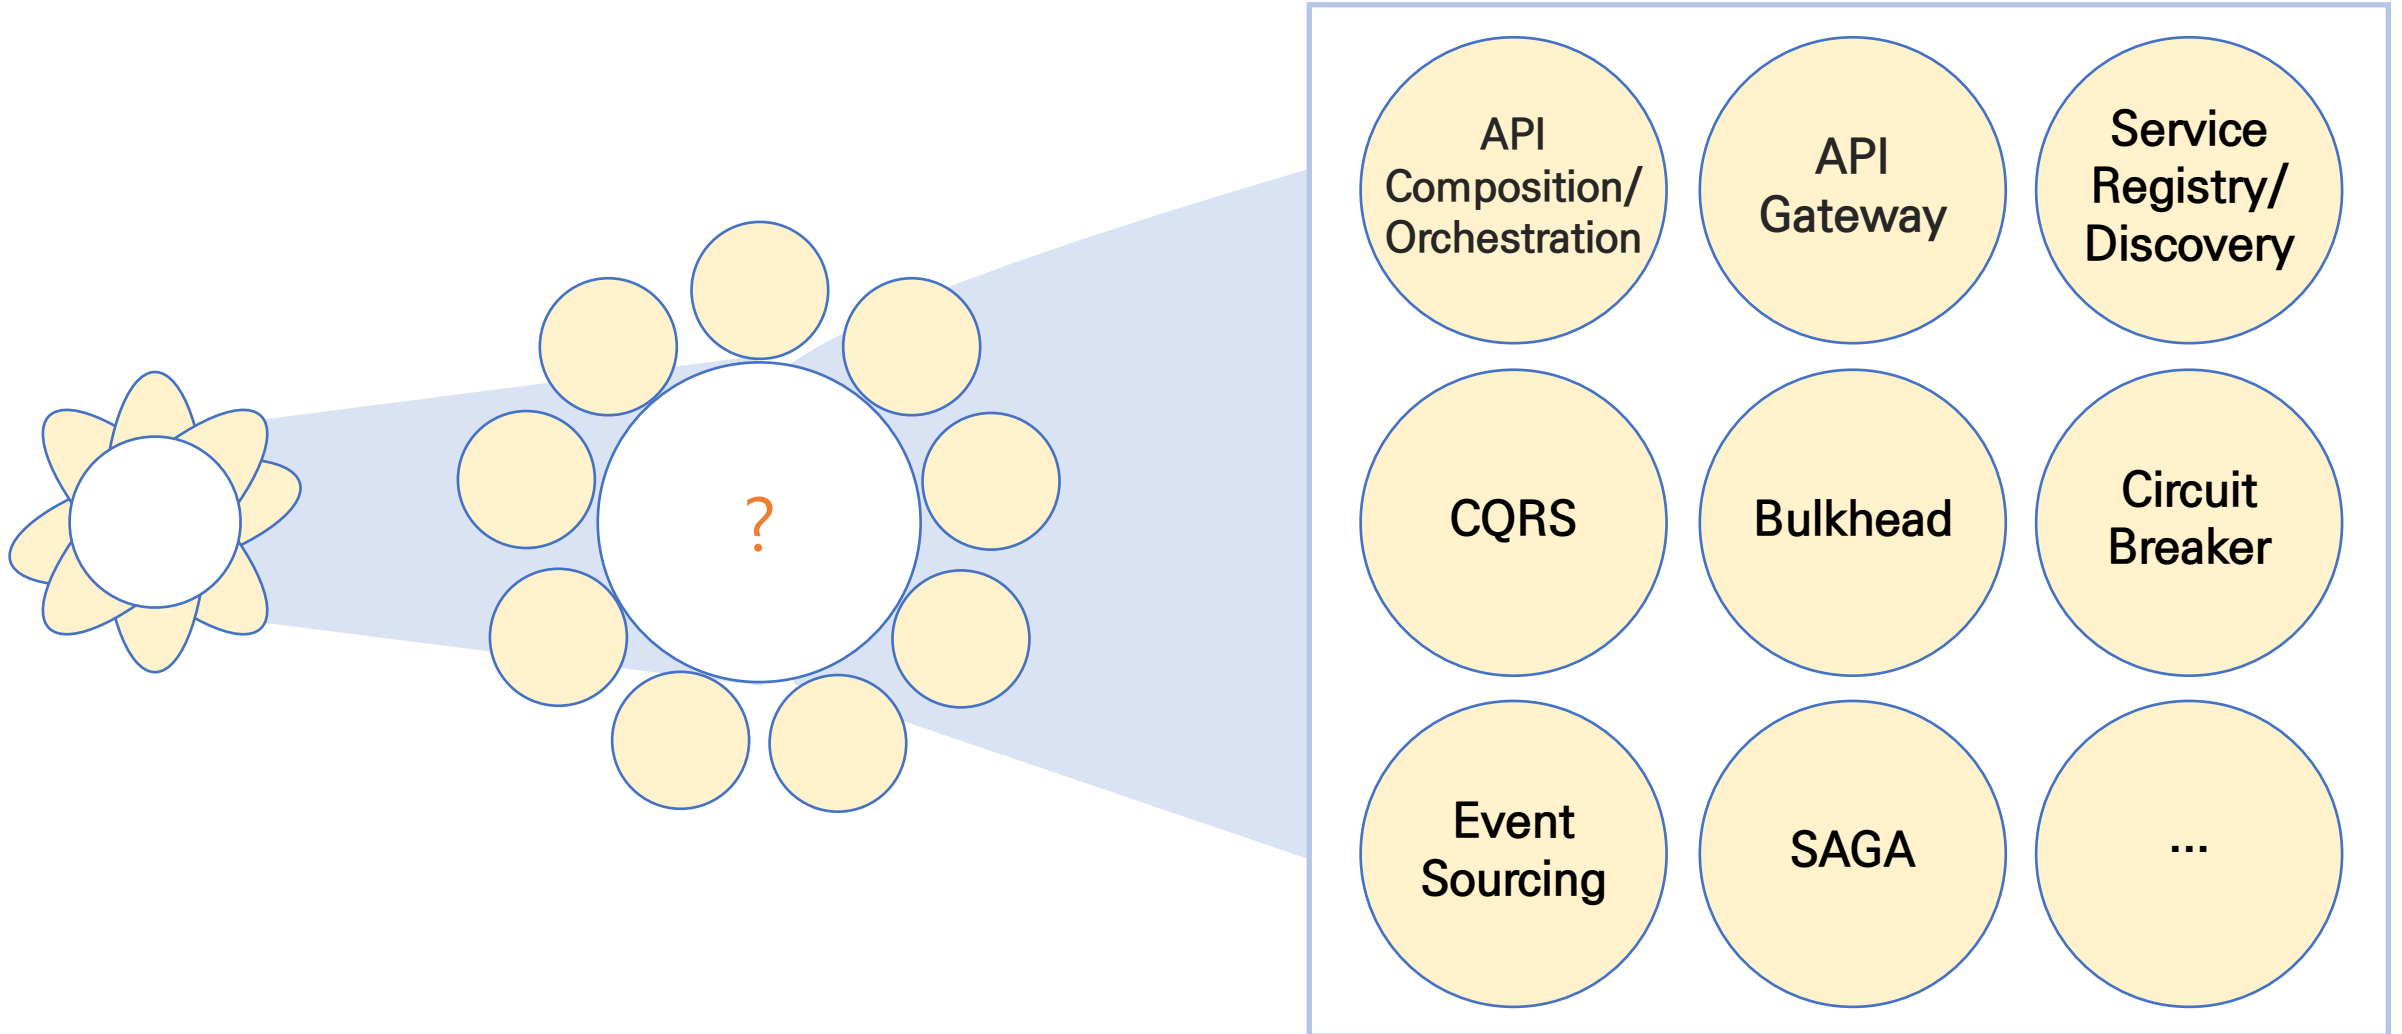 ?
API
Composition/
Orchestration
API
Gateway
Service
Registry/
Discovery
CQRS
Bulkhead
Circuit
Breaker
Event
Sourcing
SAGA
...